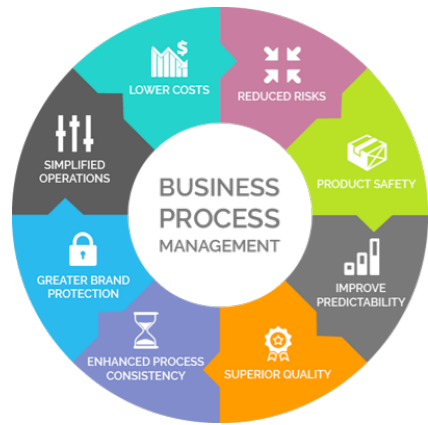 BUSINESS
PROCESS
MANAGEMENT
LOWER COSTS
$
REDUCED RISKS
PRODUCT SAFETY
IMPROVE
PREDICTABILITY
SUPERIOR QUALITY
ENHANCED PROCESS
CONSISTENCY
GREATER BRAND
PROTECTION
SIMPLIFIED
OPERATIONS